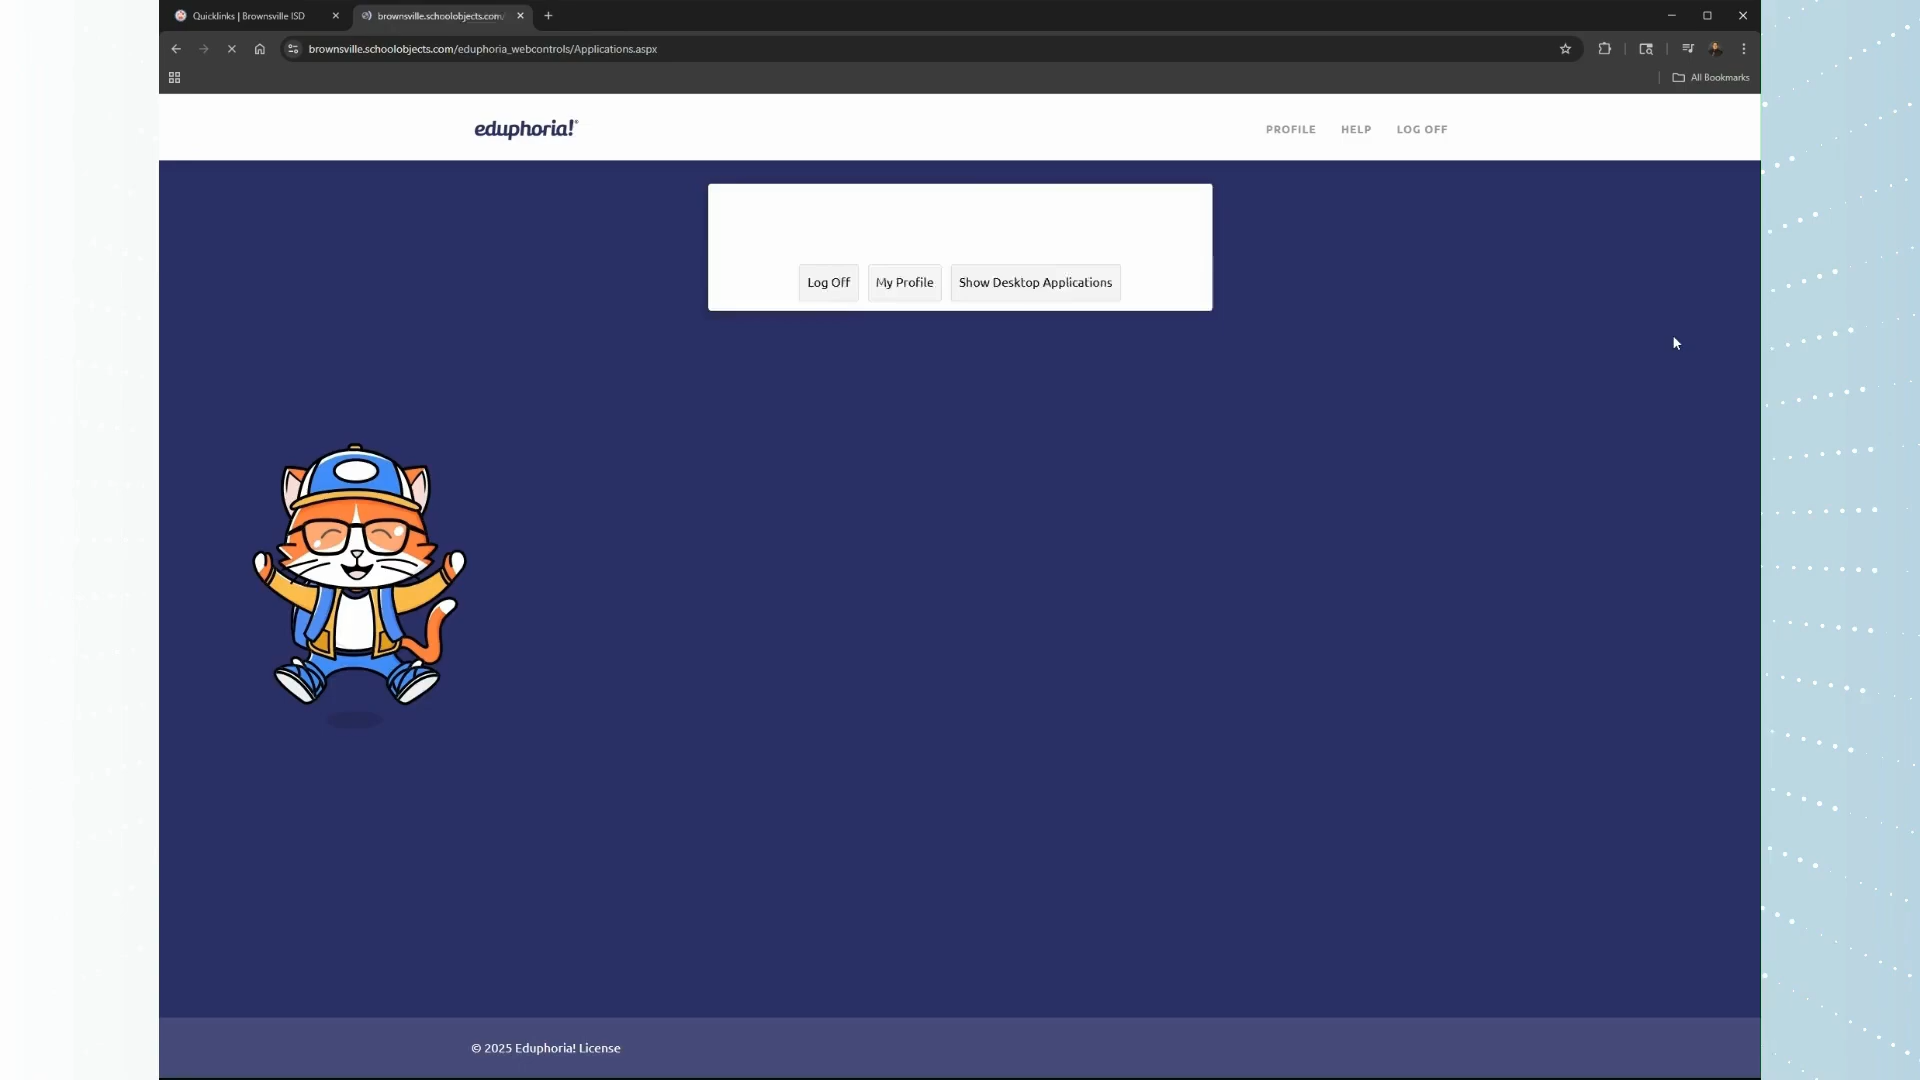 Quicklinks | Brownsville ISD
brownsville.schoolobjects.com/
brownsville.schoolobjects.com/eduphoria_webcontrols/Applications.aspx
All Bookmarks
eduphoria!®
PROFILE HELP LOG OFF
Log Off My Profile Show Desktop Applications
© 2025 Eduphoria! License